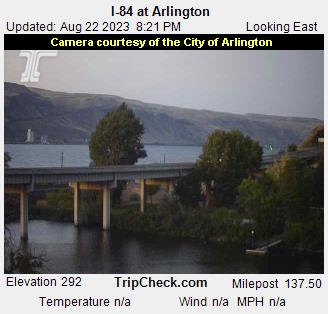 I-84 at Arlington
Updated: Aug 22 2023 8:21 PM Looking East
Camera courtesy of the City of Arlington
Elevation 292 TripCheck.com Milepost 137.50
Temperature n/a Wind n/a MPH n/a